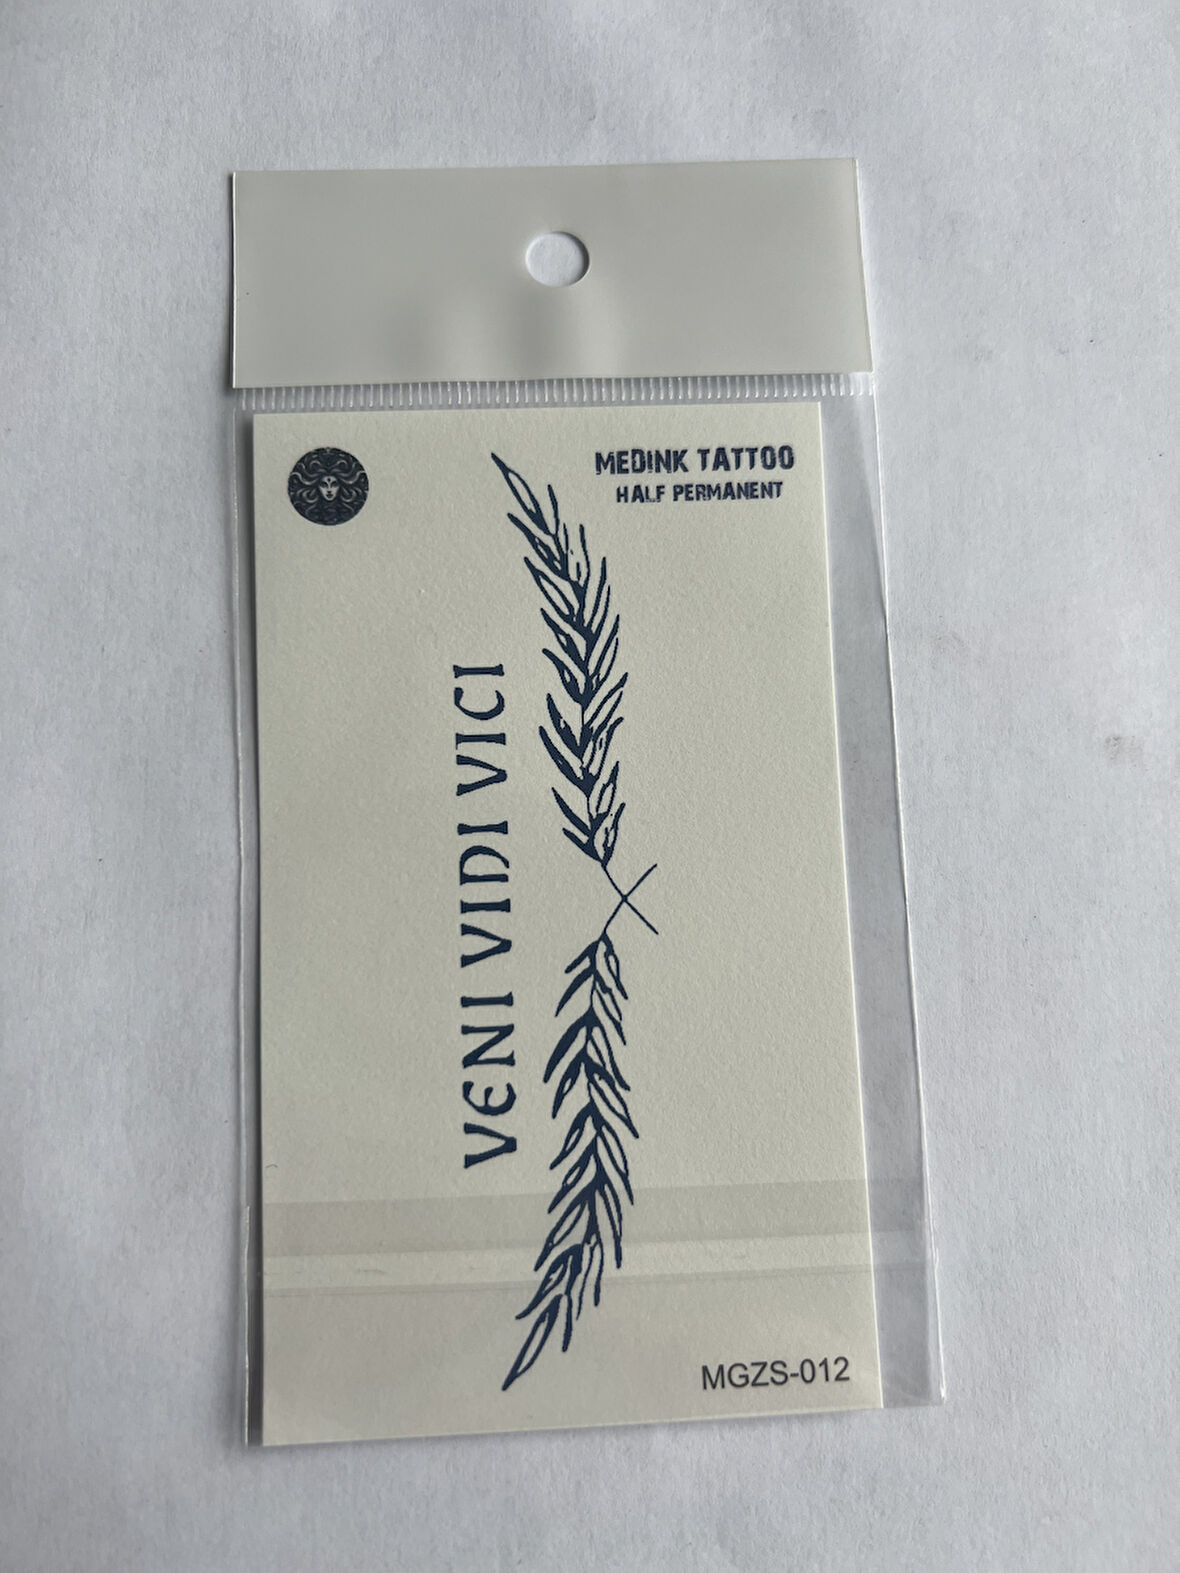 MEDINK TATTOO
HALF PERMANENT
VENI VIDI VICI
MGZS-012